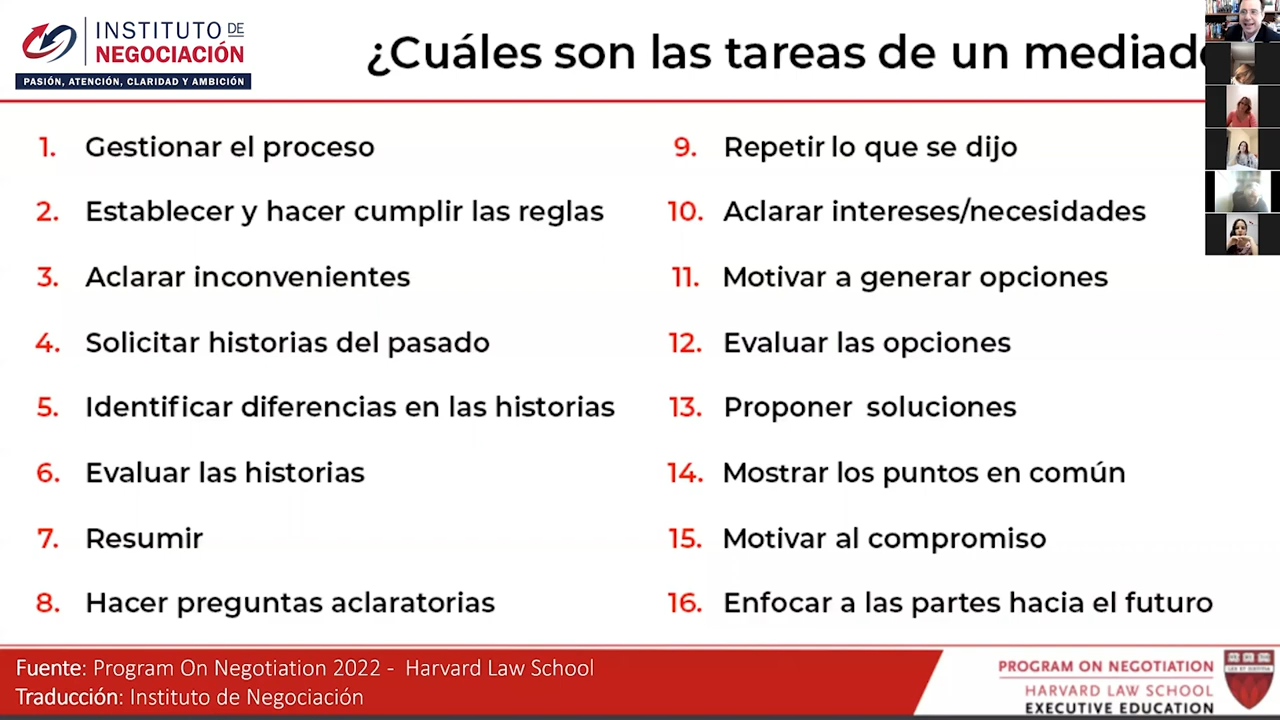 INSTITUTO DE
NEGOCIACIÓN
PASIÓN, ATENCIÓN, CLARIDAD Y AMBICIÓN
¿Cuáles son las tareas de un mediado
1. Gestionar el proceso
2. Establecer y hacer cumplir las reglas
3. Aclarar inconvenientes
4. Solicitar historias del pasado
5. Identificar diferencias en las historias
6. Evaluar las historias
7. Resumir
8. Hacer preguntas aclaratorias
9. Repetir lo que se dijo
10. Aclarar intereses/necesidades
11. Motivar a generar opciones
12. Evaluar las opciones
13. Proponer soluciones
14. Mostrar los puntos en común
15. Motivar al compromiso
16. Enfocar a las partes hacia el futuro
Fuente: Program On Negotiation 2022 - Harvard Law School
Traducción: Instituto de Negociación
PROGRAM ON NEGOTIATION
HARVARD LAW SCHOOL
EXECUTIVE EDUCATION